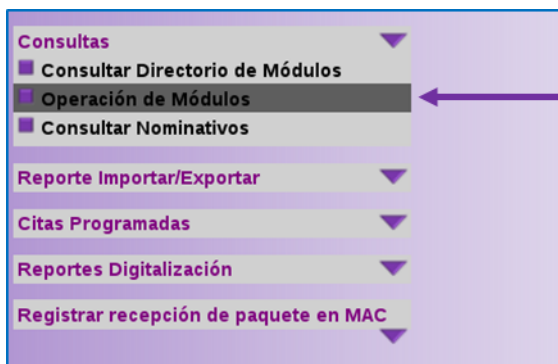 Consultas
Consultar Directorio de Módulos
Operación de Módulos
Consultar Nominativos
Reporte Importar/Exportar
Citas Programadas
Reportes Digitalización
Registrar recepción de paquete en MAC